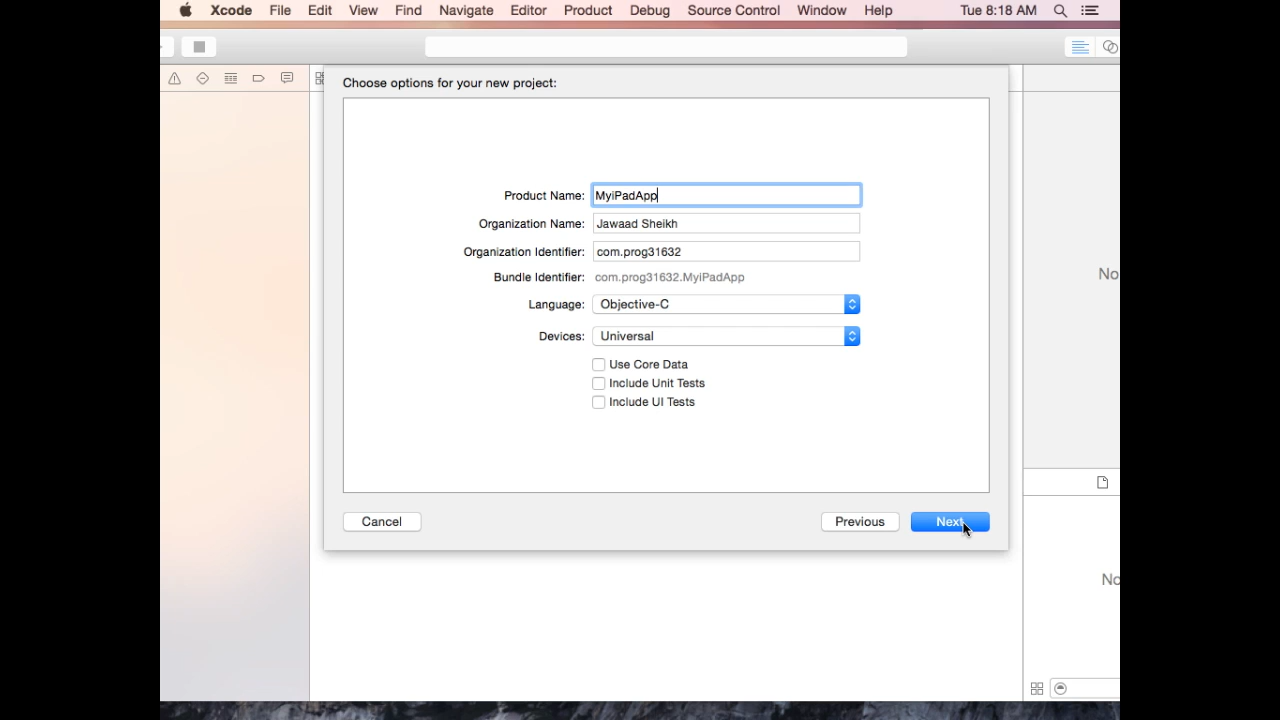 Xcode File Edit View Find Navigate Editor Product Debug Source Control Window Help Tue 8:18 AM
Choose options for your new project:
Product Name: MyiPadApp
Organization Name: Jawaad Sheikh
Organization Identifier: com.prog31632
Bundle Identifier: com.prog31632.MyiPadApp
No
Language: Objective-C
Devices: Universal
Use Core Data
Include Unit Tests
Include UI Tests
Cancel Previous Next
No